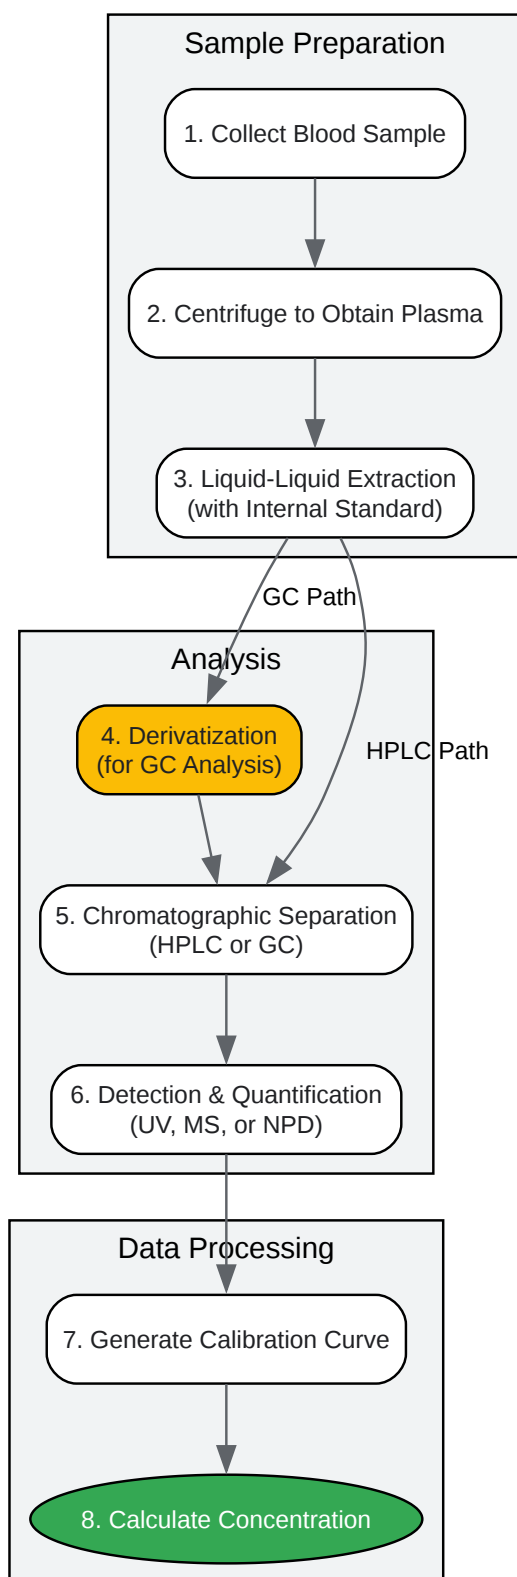 Sample Preparation
1. Collect Blood Sample
2. Centrifuge to Obtain Plasma
3. Liquid-Liquid Extraction
(with Internal Standard)
GC Path
Analysis
4. Derivatization
(for GC Analysis)
HPLC Path
5. Chromatographic Separation
(HPLC or GC)
6. Detection & Quantification
(UV, MS, or NPD)
Data Processing
7. Generate Calibration Curve
8. Calculate Concentration